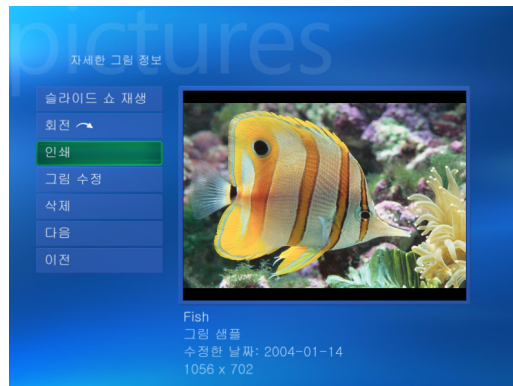 pictures
자세한 그림 정보
슬라이드 쇼 재생
회전
인쇄
그림 수정
삭제
다음
이전
Fish
그림 샘플
수정한 날짜: 2004-01-14
1056 x 702